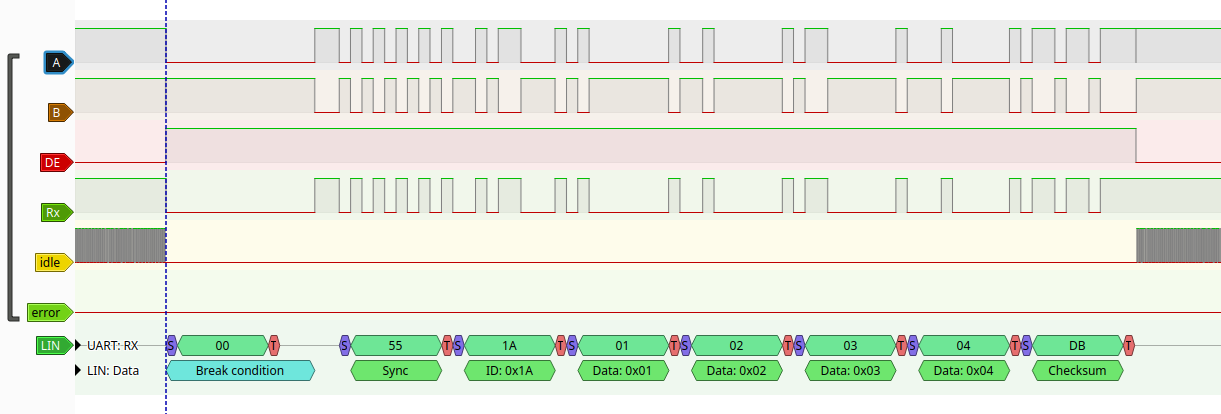 A
B
DE
Rx
idle
error
LIN UART: RX S 00 T S 55 T S 1A T S 01 T S 02 T S 03 T S 04 T S DB T
LIN: Data Break condition Sync ID: 0x1A Data: 0x01 Data: 0x02 Data: 0x03 Data: 0x04 Checksum